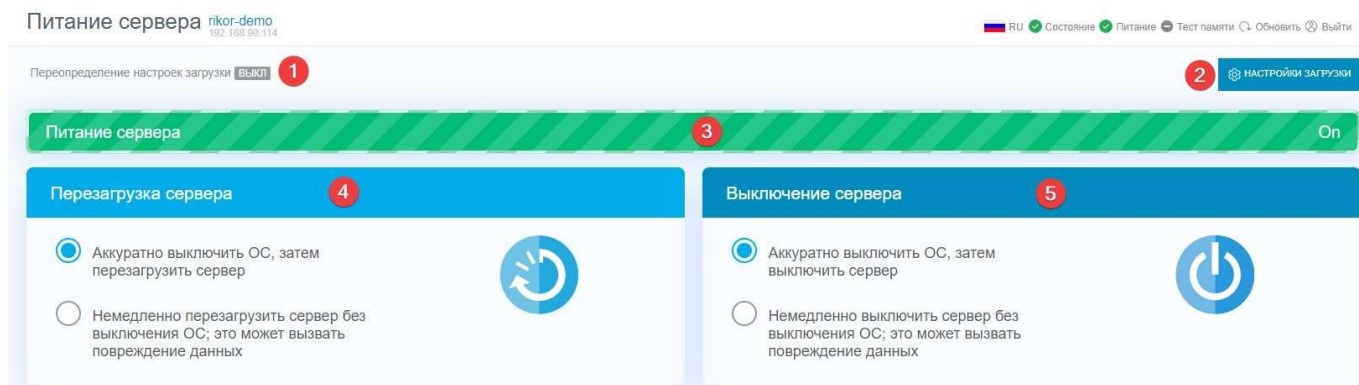 Питание сервера rikor-demo
192.168.90.114
RU Состояние Питание Тест памяти Обновить Выйти
Переопределение настроек загрузки ВЫКЛ 1
2 НАСТРОЙКИ ЗАГРУЗКИ
Питание сервера 3 On
Перезагрузка сервера 4
Аккуратно выключить ОС, затем
перезагрузить сервер
Немедленно перезагрузить сервер без
выключения ОС; это может вызвать
повреждение данных
Выключение сервера 5
Аккуратно выключить ОС, затем
выключить сервер
Немедленно выключить сервер без
выключения ОС; это может вызвать
повреждение данных